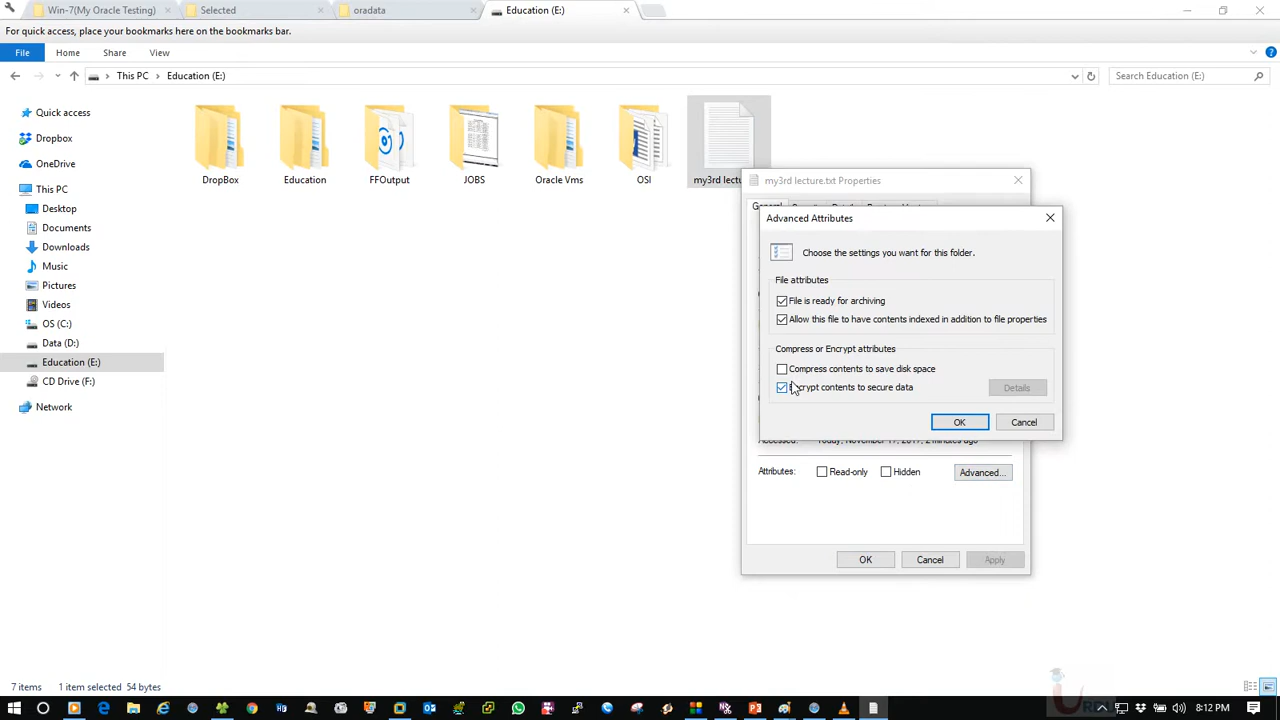 Win-7(My Oracle Testing)
Selected
oradata
Education (E:)
For quick access, place your bookmarks here on the bookmarks bar.
File
Home
Share
View
This PC
Education (E:)
Search Education (E:)
Quick access
Dropbox
OneDrive
This PC
Desktop
Documents
Downloads
Music
Pictures
Videos
OS (C:)
Data (D:)
Education (E:)
CD Drive (F:)
Network
DropBox
Education
FFOutput
JOBS
Oracle Vms
OSI
my3rd lectu
my3rd lecture.txt Properties
Advanced Attributes
Choose the settings you want for this folder.
File attributes
File is ready for archiving
Allow this file to have contents indexed in addition to file properties
Compress or Encrypt attributes
Compress contents to save disk space
Encrypt contents to secure data
Details
OK
Cancel
Attributes:
Read-only
Hidden
Advanced...
OK
Cancel
Apply
7 items
1 item selected
54 bytes
8:12 PM